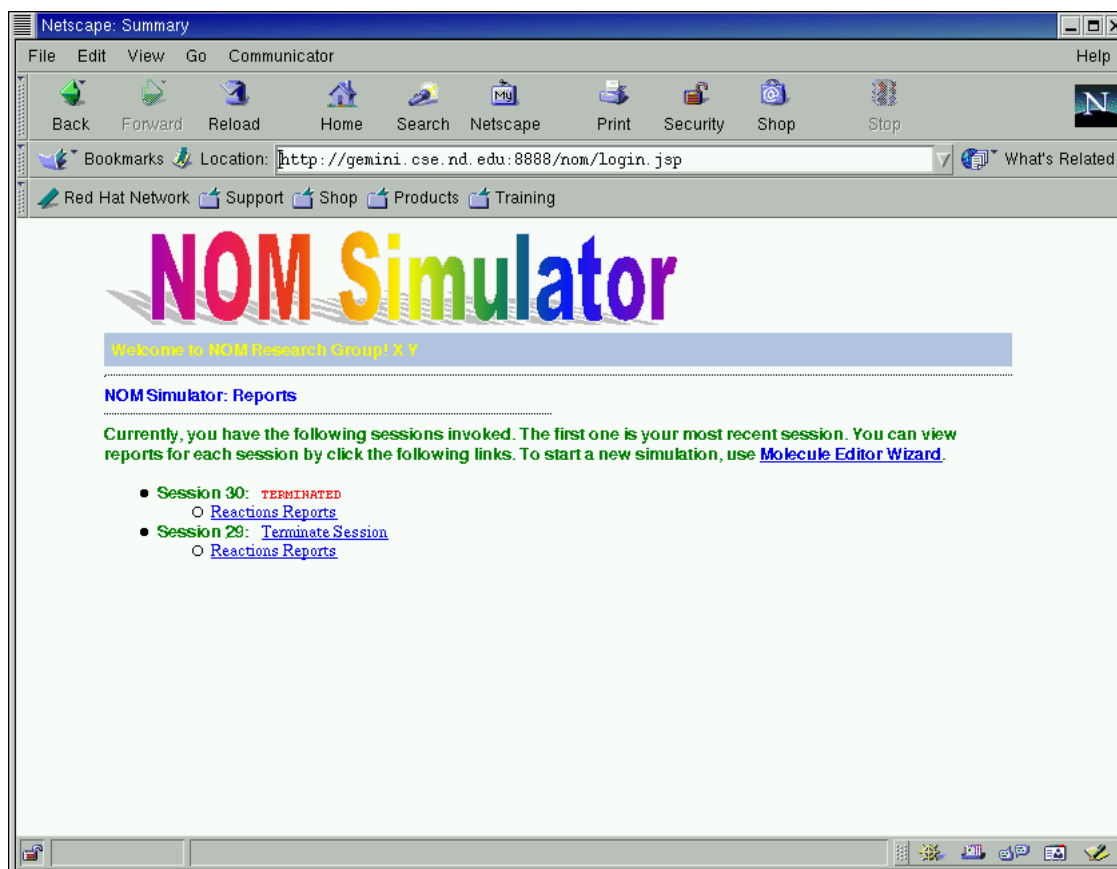 Netscape: Summary
File Edit View Go Communicator Help
Back Forward Reload Home Search Netscape Print Security Shop Stop
My
N
Bookmarks Location: http://gemini.cse.nd.edu:8888/nom/login.jsp What's Related
Red Hat Network Support Shop Products Training
NOM Simulator
Welcome to NOM Research Group! X Y
NOM Simulator: Reports
Currently, you have the following sessions invoked. The first one is your most recent session. You can view
reports for each session by click the following links. To start a new simulation, use Molecule Editor Wizard.
Session 30: TERMINATED
Reactions Reports
Session 29: Terminate Session
Reactions Reports